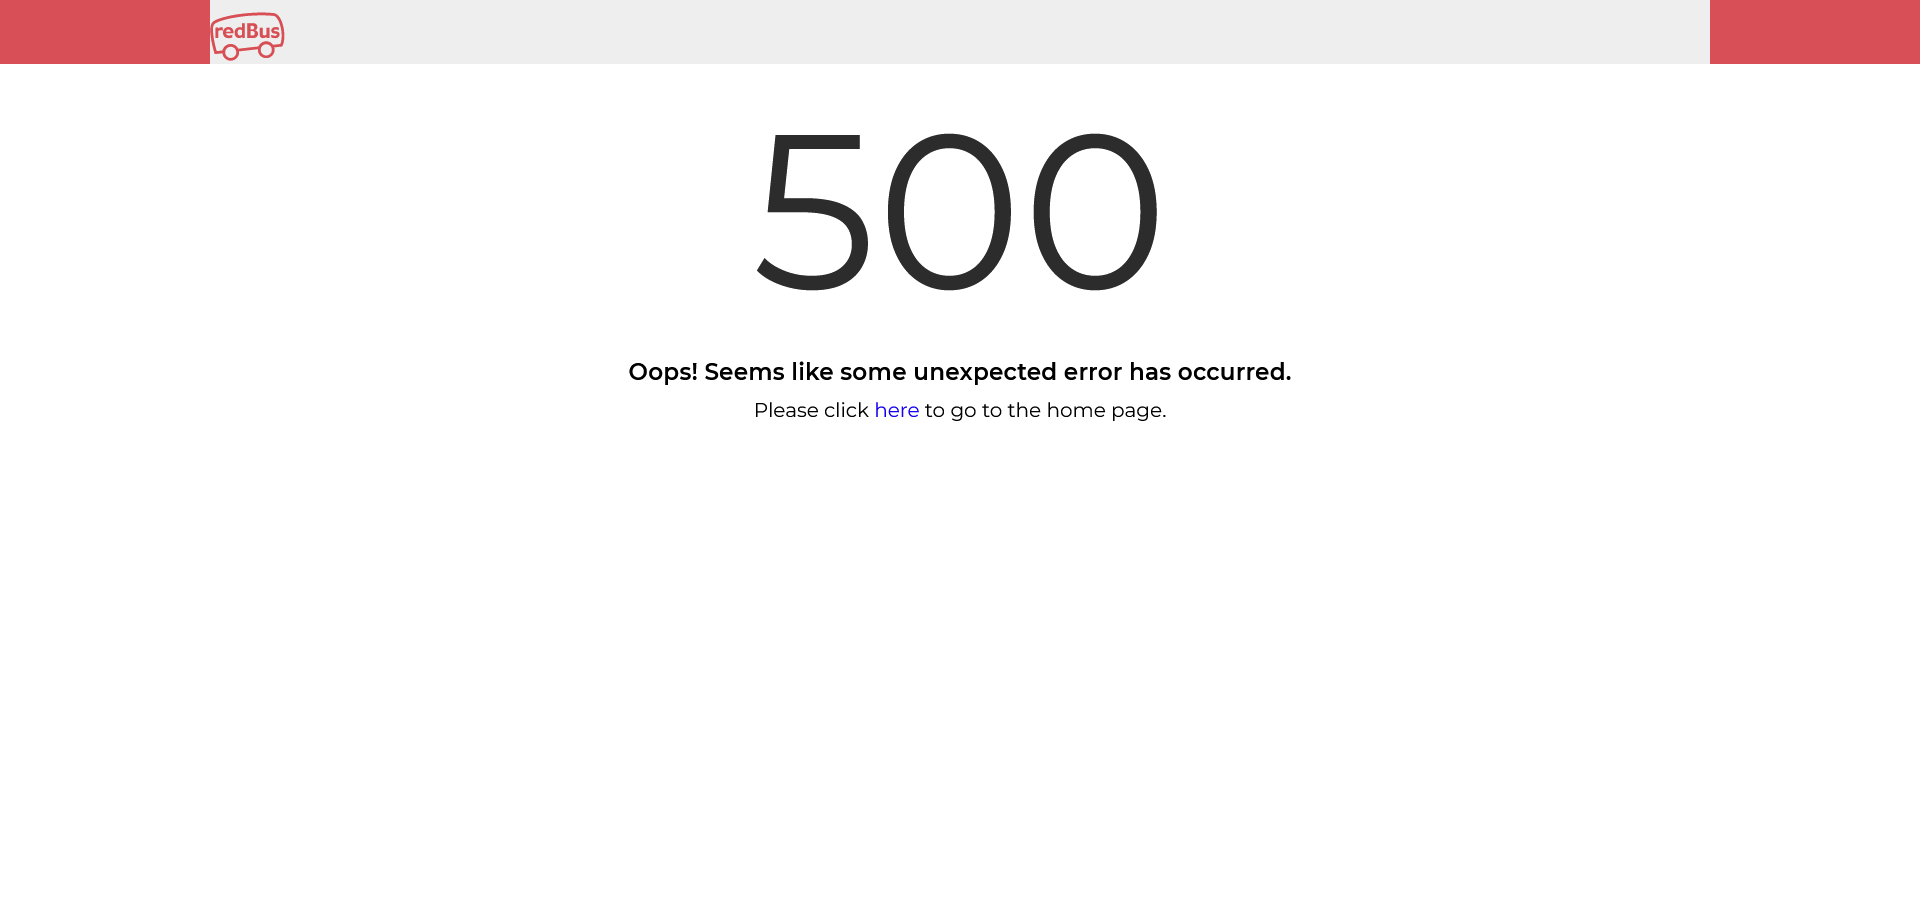 redBus
500
Oops! Seems like some unexpected error has occurred.
Please click here to go to the home page.